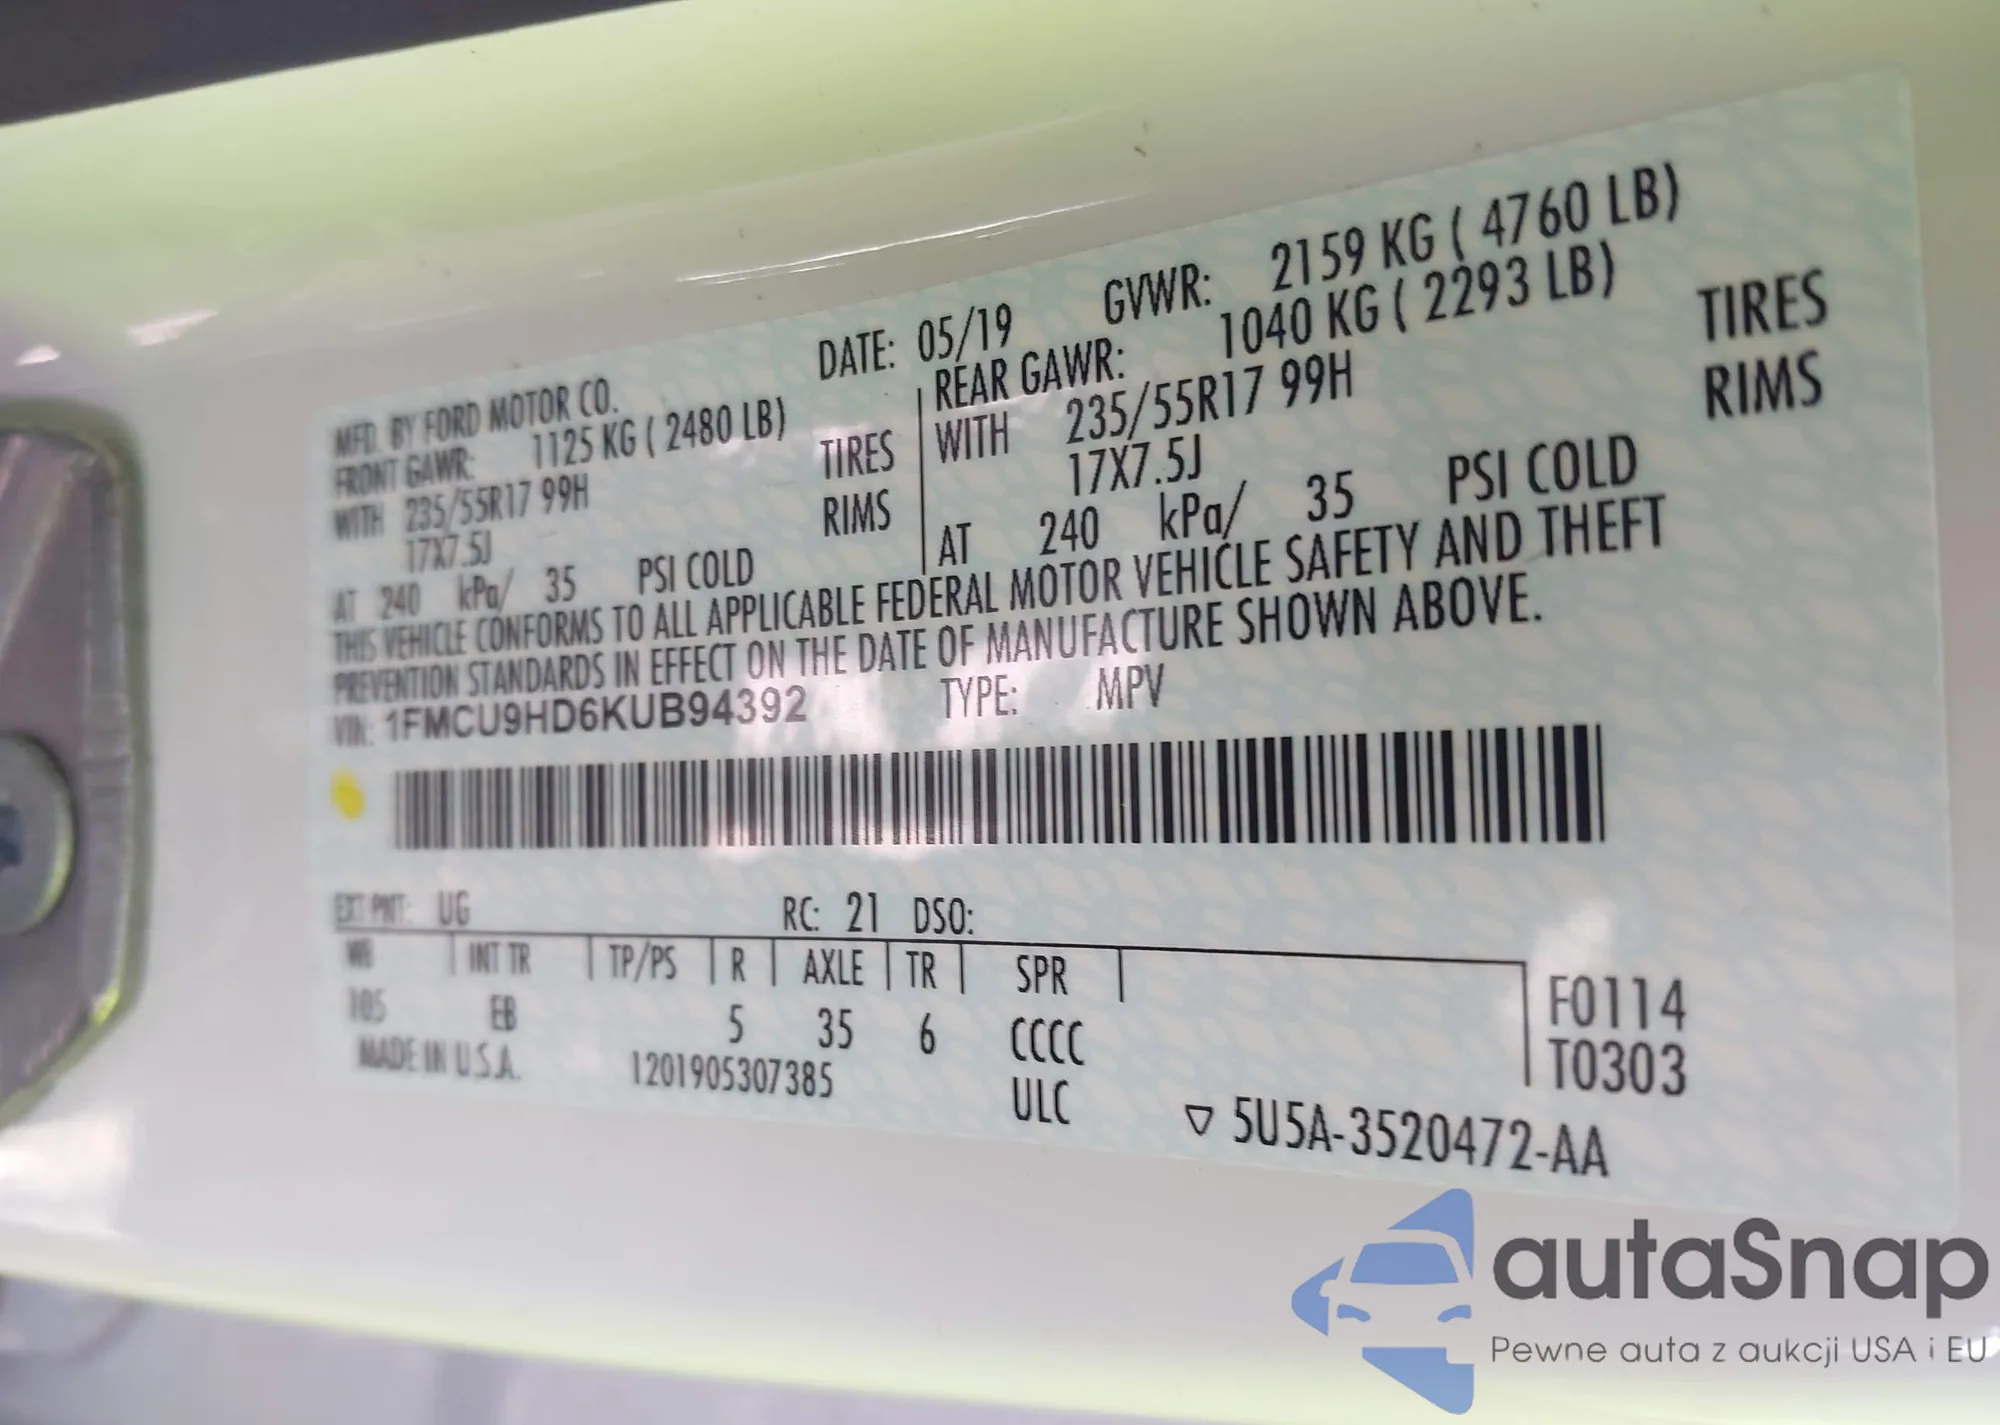 MFD. BY FORD MOTOR CO. DATE: 05/19 GVWR: 2159 KG ( 4760 LB)
FRONT GAWR: 1125 KG ( 2480 LB) REAR GAWR: 1040 KG ( 2293 LB)
WITH 235/55R17 99H TIRES WITH 235/55R17 99H TIRES
17X7.5J RIMS 17X7.5J RIMS
AT 240 kPa/ 35 PSI COLD AT 240 kPa/ 35 PSI COLD
THIS VEHICLE CONFORMS TO ALL APPLICABLE FEDERAL MOTOR VEHICLE SAFETY AND THEFT
PREVENTION STANDARDS IN EFFECT ON THE DATE OF MANUFACTURE SHOWN ABOVE.
VIN: 1FMCU9HD6KUB94392 TYPE: MPV
EXT PNT: UG RC: 21 DSO:
WB INT TR TP/PS R AXLE TR SPR F0114
105 EB 5 35 6 CCCC T0303
MADE IN U.S.A. 1201905307385 ULC ▽ 5U5A-3520472-AA
autaSnap
Pewne auta z aukcji USA i EU